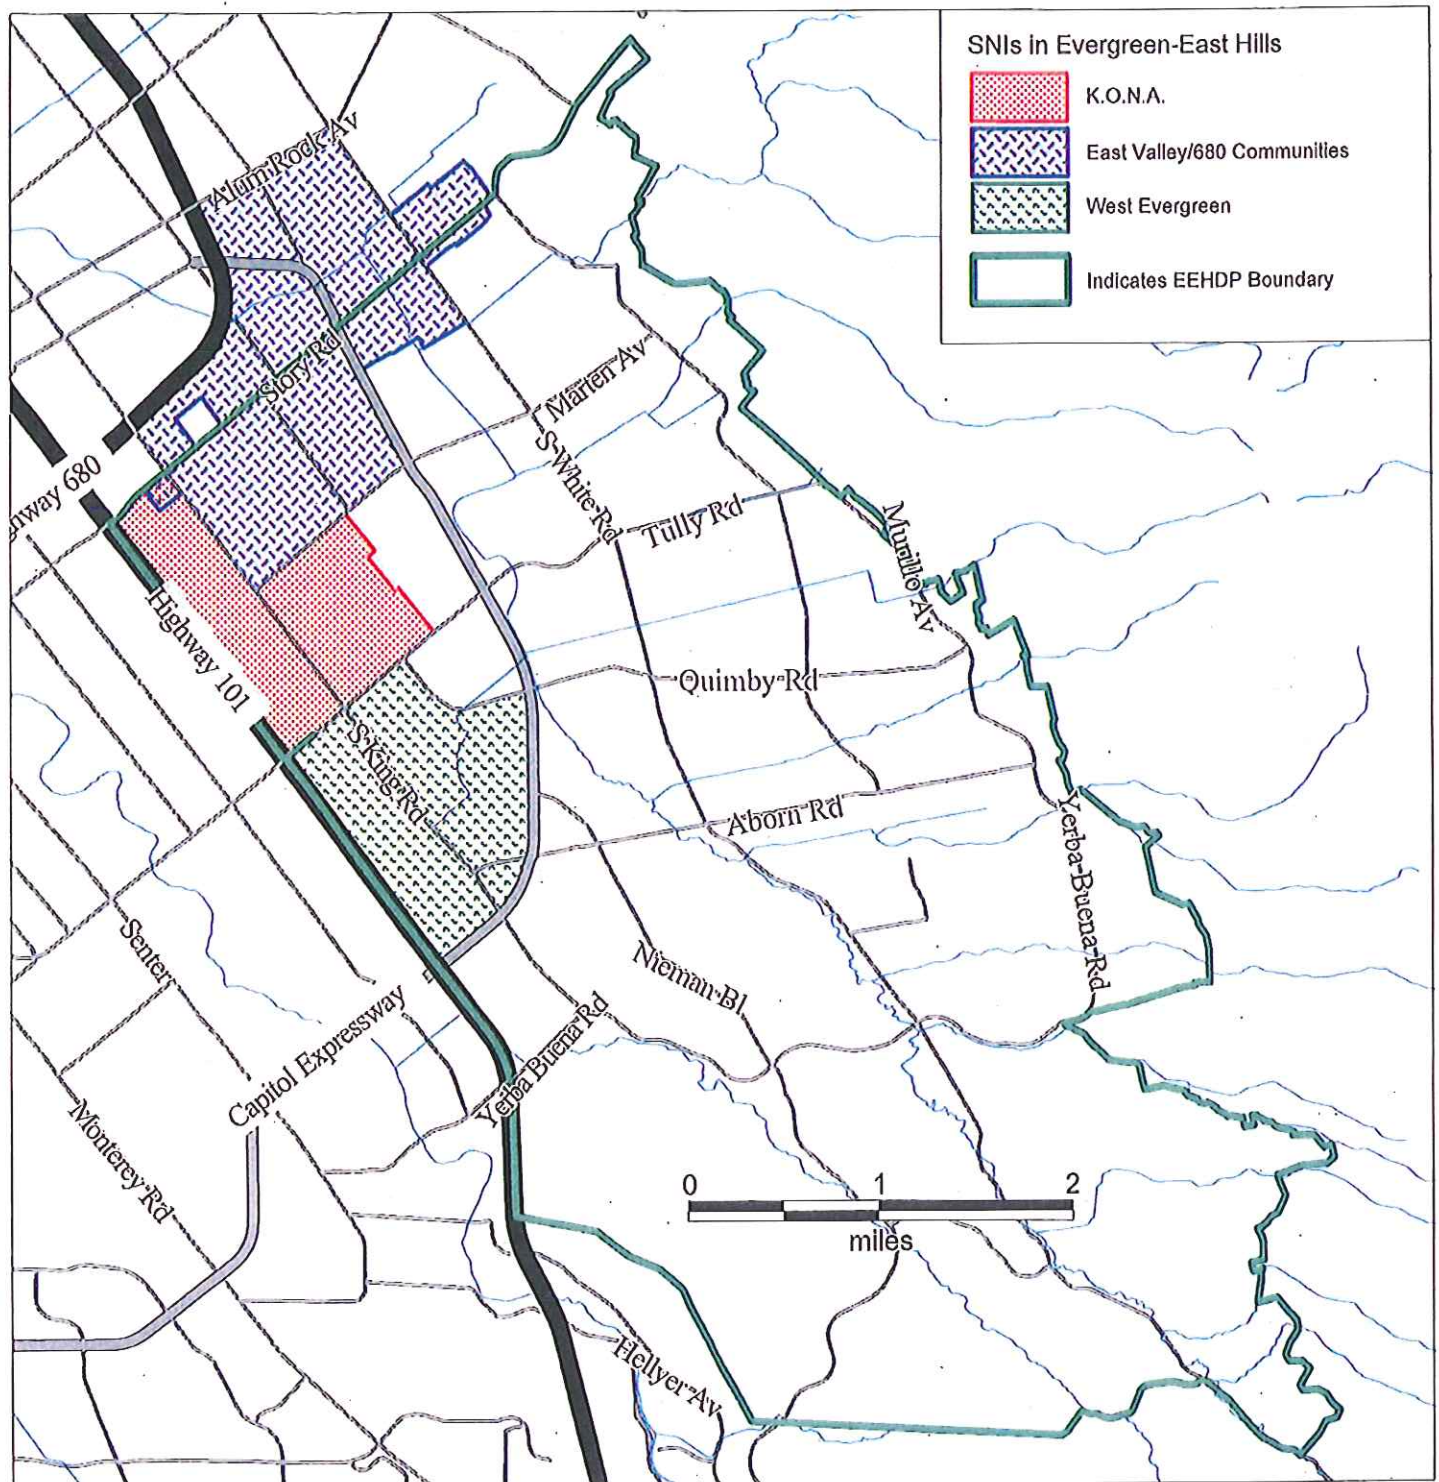 SNIs in Evergreen-East Hills
K.O.N.A.
East Valley/680 Communities
West Evergreen
Indicates EEHDP Boundary
Alum Rock Av
Story Rd
Marten Av
S White Rd
Tully Rd
Murillo Av
Highway 101
Quimby Rd
S King Rd
Aborn Rd
Yerba Buena Rd
Senter
Nieman Bl
Capitol Expressway
Yerba Buena Rd
Monterey Rd
0 1 2
miles
Hellyer Av